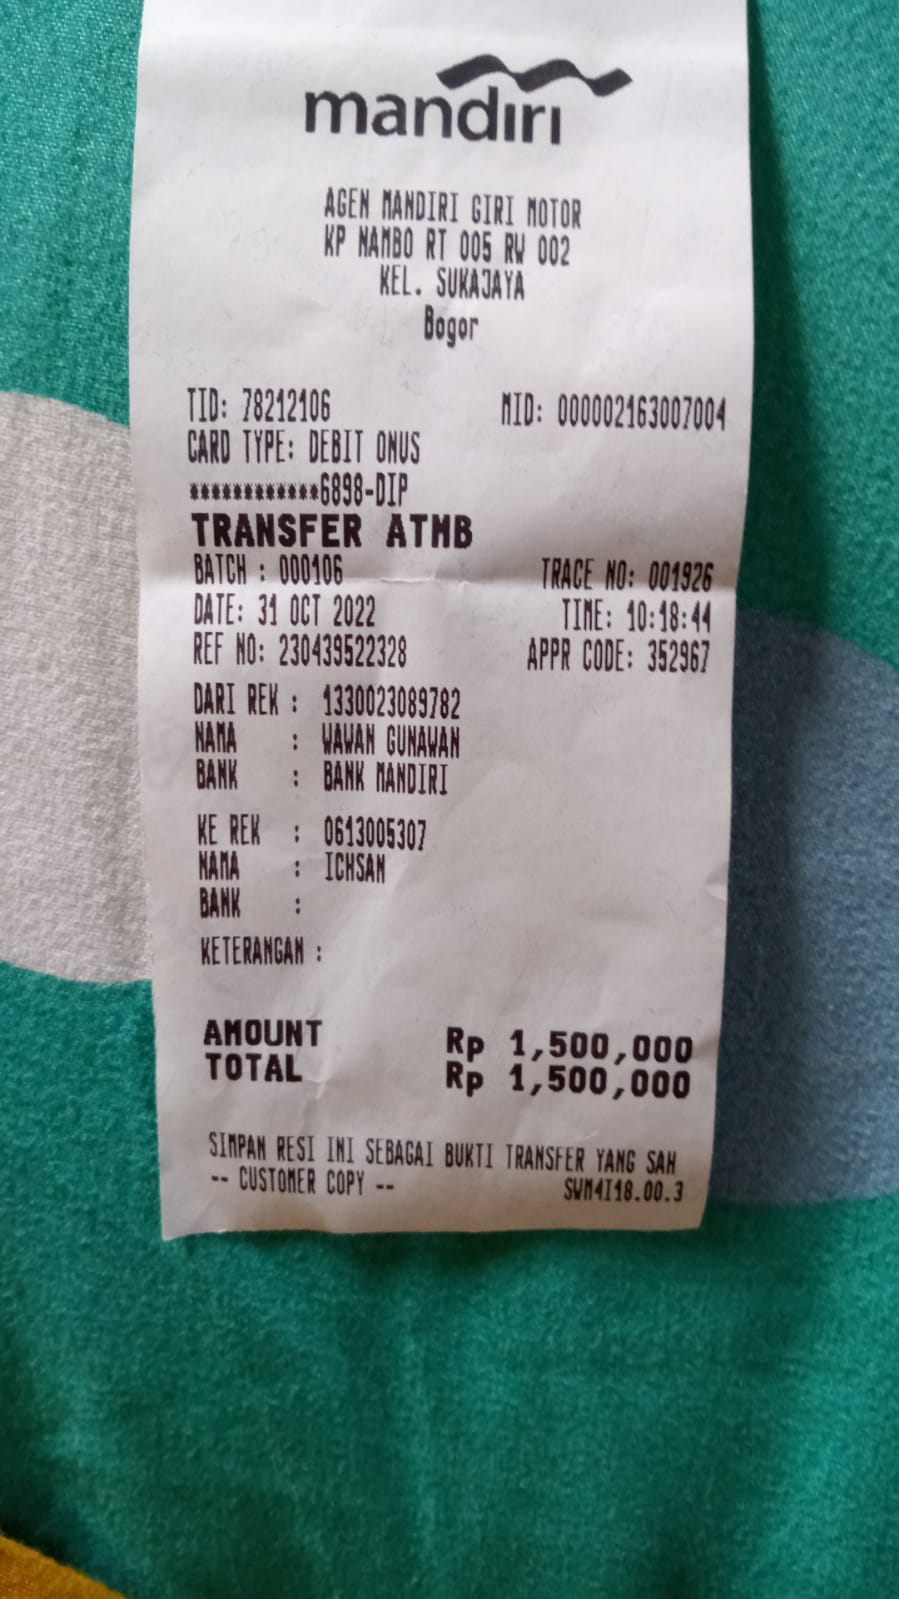 mandiri
AGEN MANDIRI GIRI MOTOR
KP NAMBO RT 005 RW 002
KEL. SUKAJAYA
Bogor
TID: 78212106 MID: 000002163007004
CARD TYPE: DEBIT ONUS
************6898-DIP
TRANSFER ATMB
BATCH : 000106 TRACE NO: 001926
DATE: 31 OCT 2022 TIME: 10:18:44
REF NO: 230439522328 APPR CODE: 352967
DARI REK : 1330023089782
NAMA : WAWAN GUNAWAN
BANK : BANK MANDIRI
KE REK : 0613005307
NAMA : ICHSAN
BANK :
KETERANGAN :
AMOUNT Rp 1,500,000
TOTAL Rp 1,500,000
SIMPAN RESI INI SEBAGAI BUKTI TRANSFER YANG SAH
-- CUSTOMER COPY -- SWM4I18.00.3